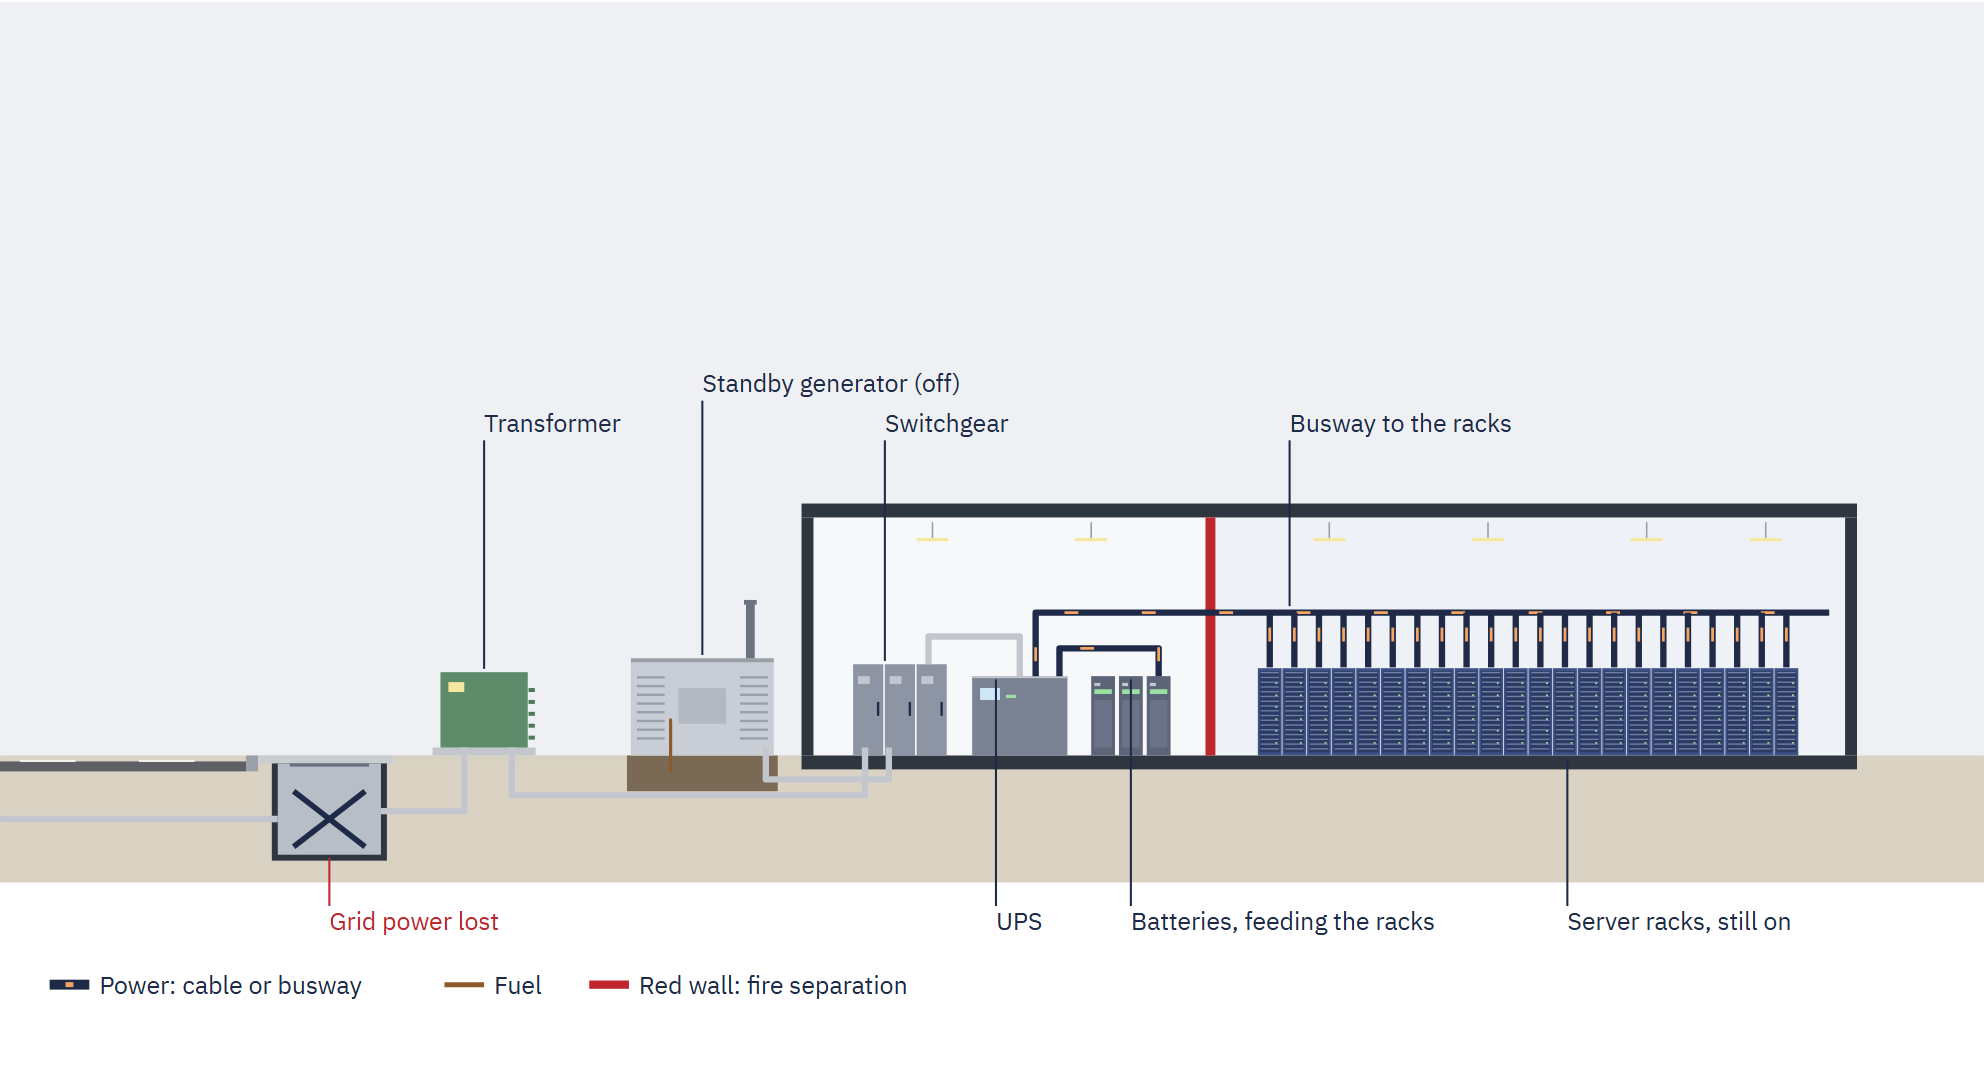 Standby generator (off)
Transformer
Switchgear
Busway to the racks
Grid power lost
UPS
Batteries, feeding the racks
Server racks, still on
Power: cable or busway
Fuel
Red wall: fire separation